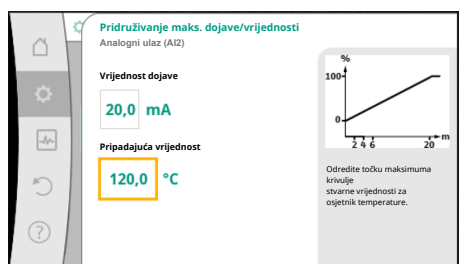 Pridruživanje maks. dojave/vrijednosti
Analogni ulaz (AI2)
Vrijednost dojave
20,0 mA
Pripadajuća vrijednost
120,0 °C
%
100
0
2 4 6 20
m
Odredite točku maksimuma
krivulje
stvarne vrijednosti za
osjetnik temperature.
?